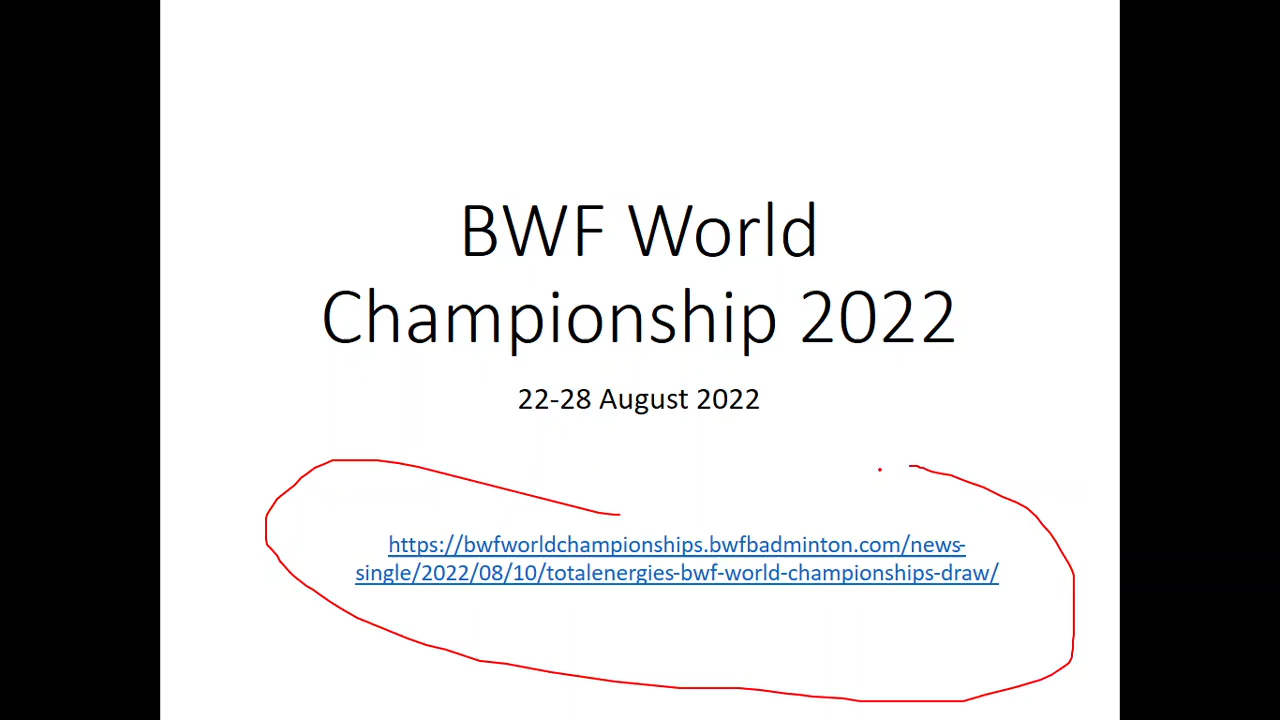 BWF World
Championship 2022
22-28 August 2022
https://bwfworldchampionships.bwfbadminton.com/news-
single/2022/08/10/totalenergies-bwf-world-championships-draw/